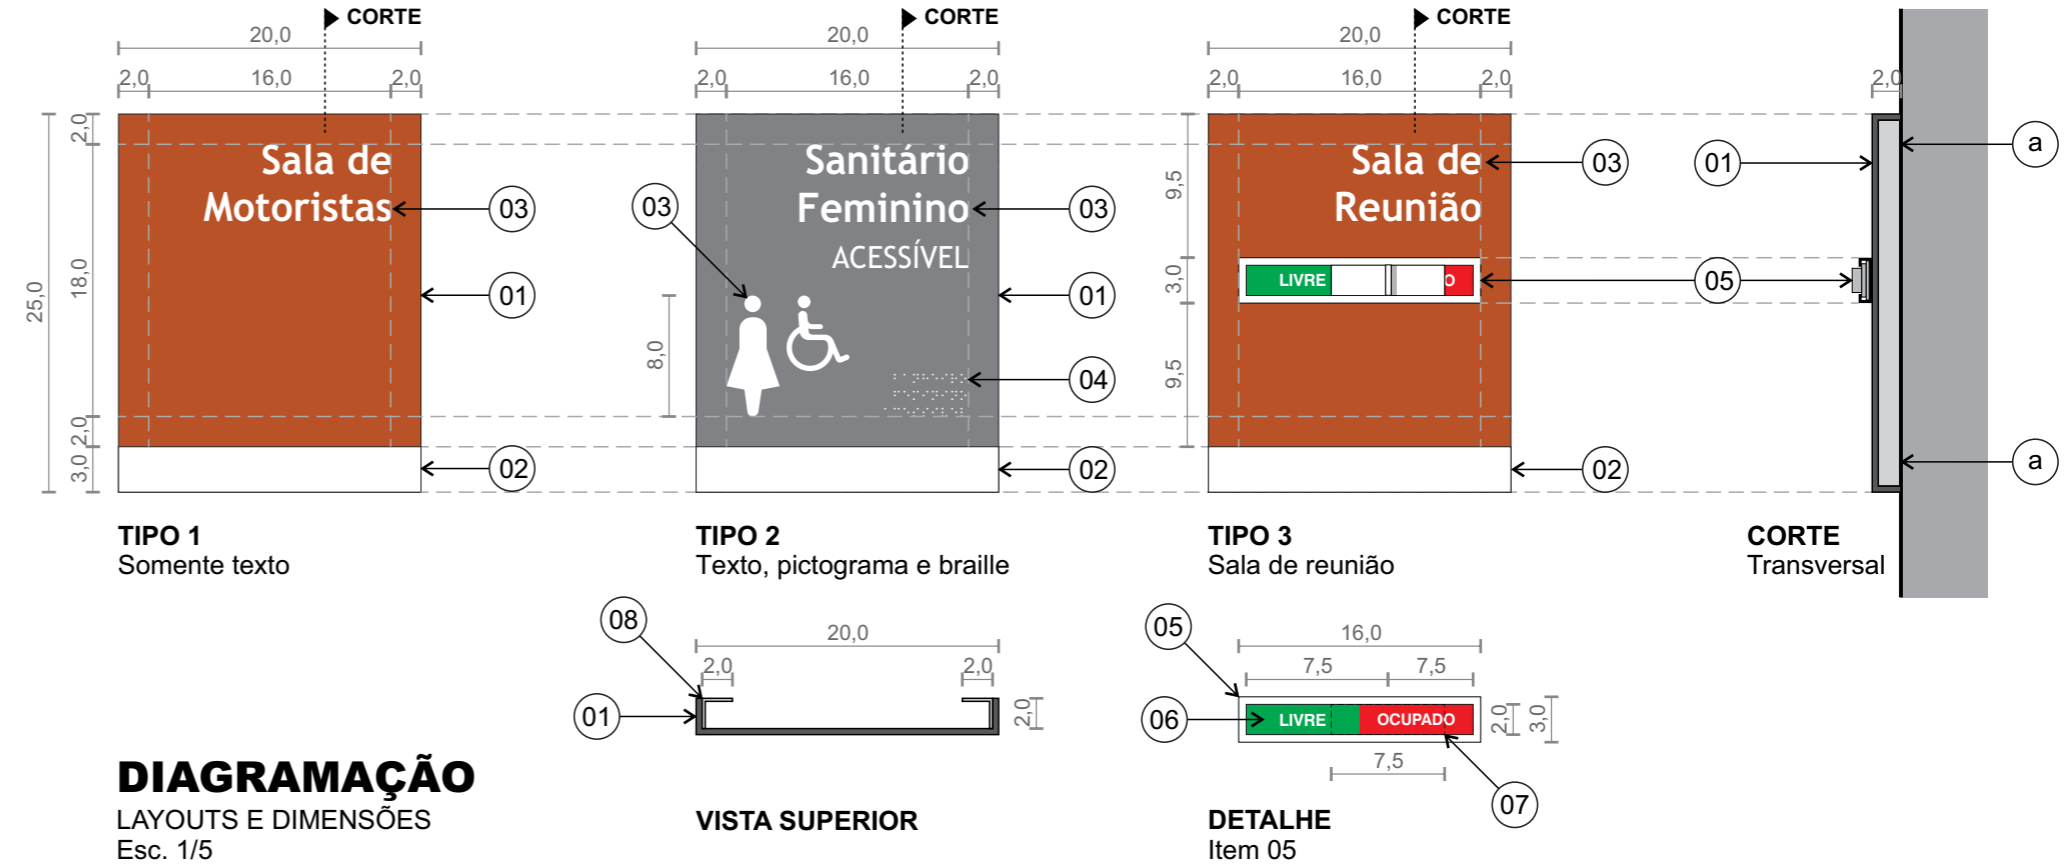 CORTE
CORTE
CORTE
20,0
20,0
20,0
2,0 16,0 2,0
2,0 16,0 2,0
2,0 16,0 2,0
2,0
25,0
2,0
18,0
2,0
3,0
Sala de
Motoristas
03
01
02
03
Sanitário
Feminino
ACESSÍVEL
8,0
03
01
04
02
9,5
3,0
9,5
Sala de
Reunião
LIVRE
O
03
05
02
01
a
a
TIPO 1
Somente texto
TIPO 2
Texto, pictograma e braille
TIPO 3
Sala de reunião
CORTE
Transversal
08
01
20,0
2,0 2,0
2,0
VISTA SUPERIOR
05
16,0
7,5 7,5
06
LIVRE OCUPADO
2,0
3,0
7,5
07
DETALHE
Item 05
DIAGRAMAÇÃO
LAYOUTS E DIMENSÕES
Esc. 1/5